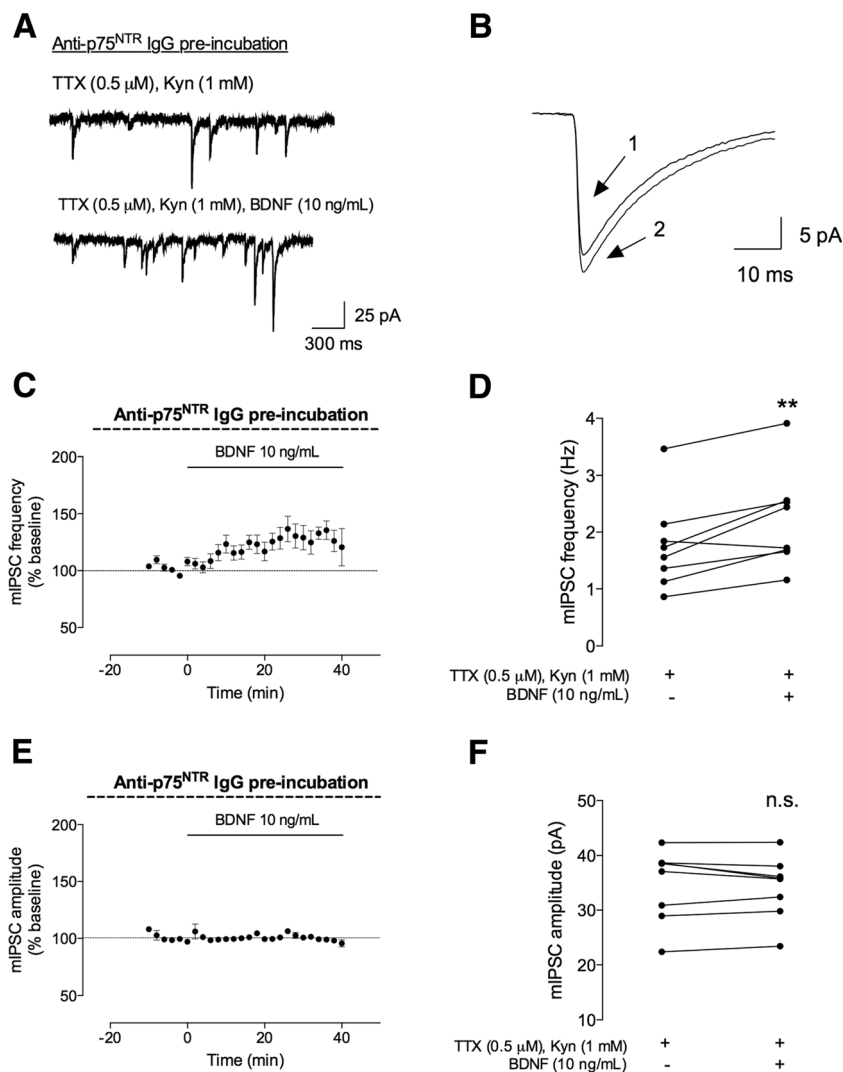 A
Anti-p75NTR IgG pre-incubation
TTX (0.5 μM), Kyn (1 mM)
TTX (0.5 μM), Kyn (1 mM), BDNF (10 ng/mL)
25 pA
300 ms
B
1
2
5 pA
10 ms
C
Anti-p75NTR IgG pre-incubation
BDNF 10 ng/mL
mIPSC frequency
(% baseline)
200
150
100
50
-20 0 20 40
Time (min)
D
**
mIPSC frequency (Hz)
4
3
2
1
0
TTX (0.5 μM), Kyn (1 mM) + +
BDNF (10 ng/mL) - +
E
Anti-p75NTR IgG pre-incubation
BDNF 10 ng/mL
mIPSC amplitude
(% baseline)
200
150
100
50
-20 0 20 40
Time (min)
F
n.s.
mIPSC amplitude (pA)
50
40
30
20
10
TTX (0.5 μM), Kyn (1 mM) + +
BDNF (10 ng/mL) - +